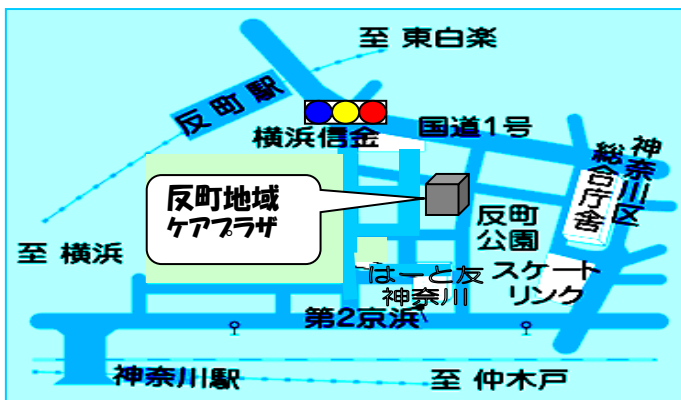 至 東白楽
反町駅
横浜信金
国道1号
神奈川区
総合庁舎
反町地域
ケアプラザ
反町
公園
至 横浜
はーと友
神奈川
スケート
リンク
第2京浜
神奈川駅
至 仲木戸